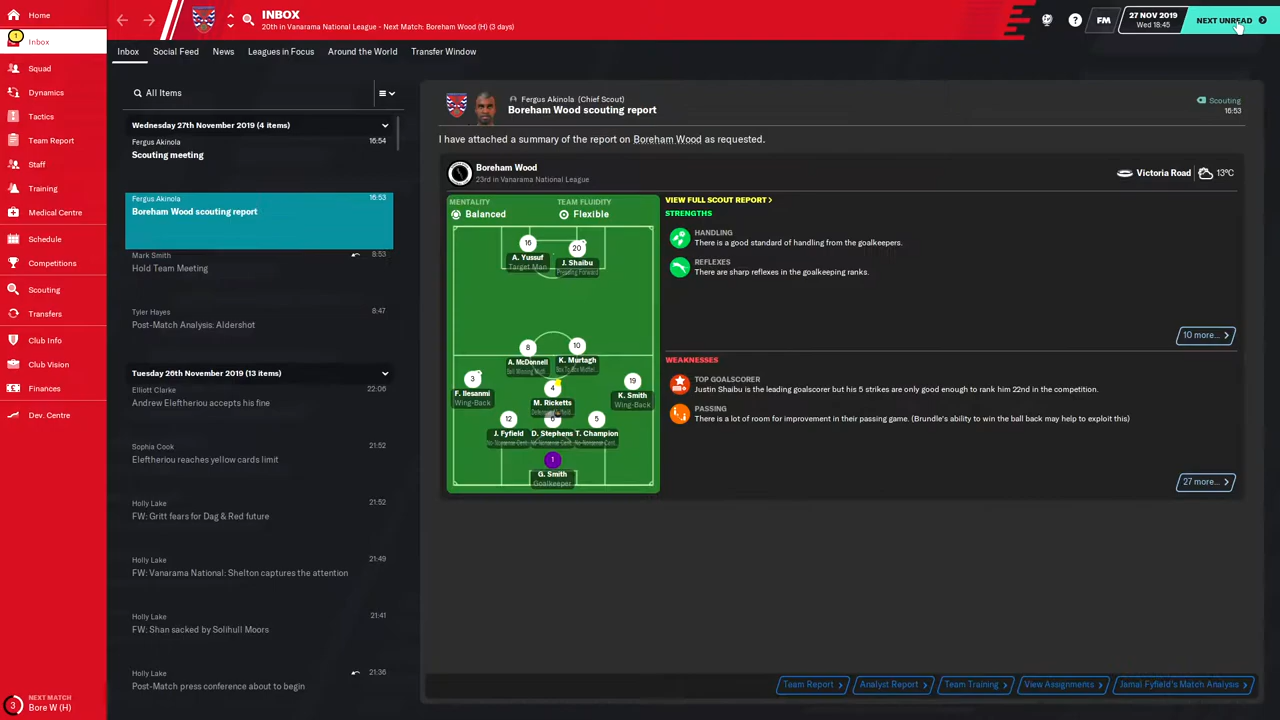 Home
1
Inbox
Squad
Dynamics
Tactics
Team Report
Staff
Training
Medical Centre
Schedule
Competitions
Scouting
Transfers
Club Info
Club Vision
Finances
Dev. Centre
3
NEXT MATCH
Bore W (H)
INBOX
20th in Vanarama National League - Next Match: Boreham Wood (H) (3 days)
?
FM
27 NOV 2019
Wed 18:45
NEXT UNREAD
Inbox
Social Feed
News
Leagues in Focus
Around the World
Transfer Window
All Items
Wednesday 27th November 2019 (4 items)
Fergus Akinola 16:54
Scouting meeting
Fergus Akinola 16:53
Boreham Wood scouting report
Mark Smith 8:53
Hold Team Meeting
Tyler Hayes 8:47
Post-Match Analysis: Aldershot
Tuesday 26th November 2019 (13 items)
Elliott Clarke 22:06
Andrew Eleftheriou accepts his fine
Sophia Cook 21:52
Eleftheriou reaches yellow cards limit
Holly Lake 21:52
FW: Gritt fears for Dag & Red future
Holly Lake 21:49
FW: Vanarama National: Shelton captures the attention
Holly Lake 21:41
FW: Shan sacked by Solihull Moors
Holly Lake 21:36
Post-Match press conference about to begin
Fergus Akinola (Chief Scout)
Boreham Wood scouting report
Scouting
16:53
I have attached a summary of the report on Boreham Wood as requested.
Boreham Wood
23rd in Vanarama National League
Victoria Road
13°C
MENTALITY
Balanced
TEAM FLUIDITY
Flexible
16
A. Yussuf
Target Man
20
J. Shaibu
Pressing Forward
8
A. McDonnell
10
K. Murtagh
3
F. Ilesanmi
Wing-Back
19
K. Smith
Wing-Back
4
M. Ricketts
12
J. Fyfield
6
D. Stephens
5
T. Champion
1
G. Smith
Goalkeeper
VIEW FULL SCOUT REPORT >
STRENGTHS
HANDLING
There is a good standard of handling from the goalkeepers.
REFLEXES
There are sharp reflexes in the goalkeeping ranks.
10 more...
WEAKNESSES
TOP GOALSCORER
Justin Shaibu is the leading goalscorer but his 5 strikes are only good enough to rank him 22nd in the competition.
PASSING
There is a lot of room for improvement in their passing game. (Brundle's ability to win the ball back may help to exploit this)
27 more...
Team Report
Analyst Report
Team Training
View Assignments
Jamal Fyfield's Match Analysis